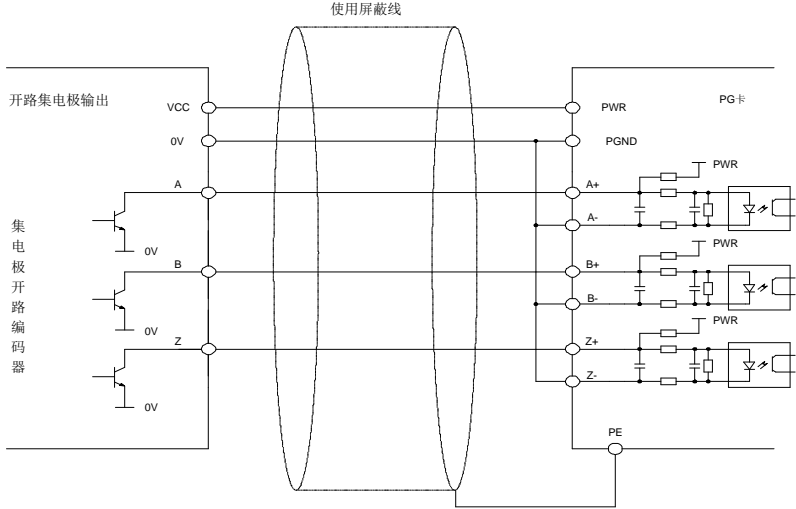 使用屏蔽线
开路集电极输出
VCC
PWR
PG卡
0V
PGND
PWR
A
A+
A-
0V
PWR
B
B+
B-
0V
PWR
Z
Z+
Z-
0V
集电极开路编码器
PE